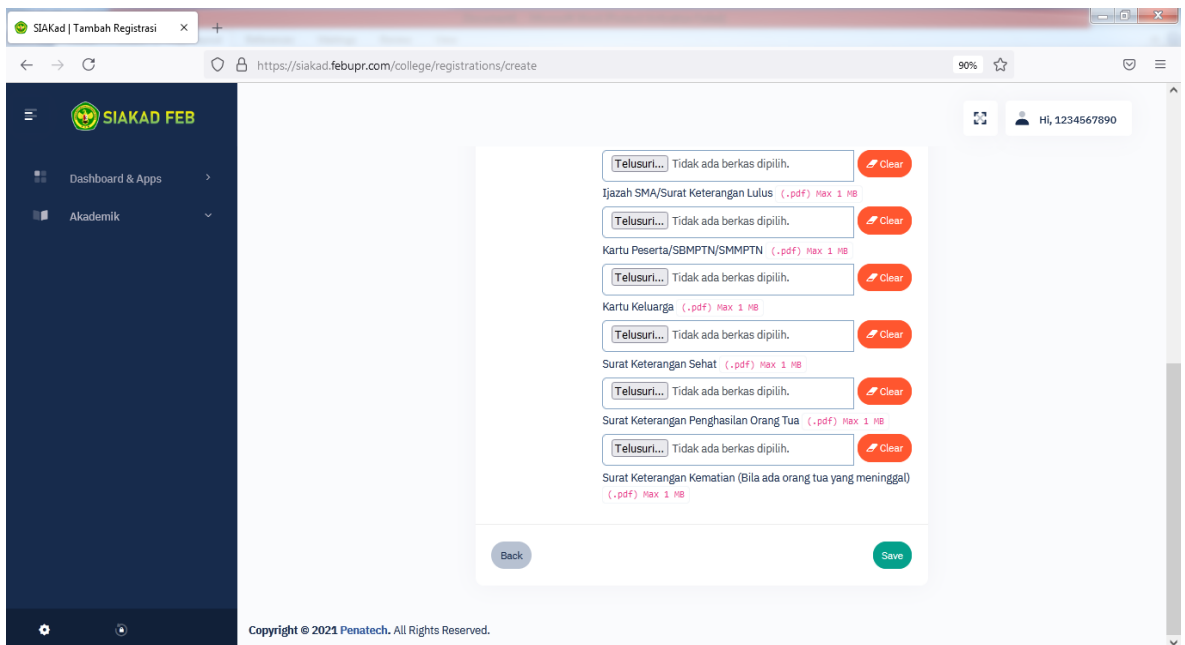 SIAKad | Tambah Registrasi
https://siakad.febupr.com/college/registrations/create
90%
SIAKAD FEB
Hi, 1234567890
Dashboard & Apps
Akademik
Telusuri... Tidak ada berkas dipilih. Clear
Ijazah SMA/Surat Keterangan Lulus (.pdf) Max 1 MB
Telusuri... Tidak ada berkas dipilih. Clear
Kartu Peserta/SBMPTN/SMMPTN (.pdf) Max 1 MB
Telusuri... Tidak ada berkas dipilih. Clear
Kartu Keluarga (.pdf) Max 1 MB
Telusuri... Tidak ada berkas dipilih. Clear
Surat Keterangan Sehat (.pdf) Max 1 MB
Telusuri... Tidak ada berkas dipilih. Clear
Surat Keterangan Penghasilan Orang Tua (.pdf) Max 1 MB
Telusuri... Tidak ada berkas dipilih. Clear
Surat Keterangan Kematian (Bila ada orang tua yang meninggal)
(.pdf) Max 1 MB
Back
Save
Copyright © 2021 Penatech. All Rights Reserved.